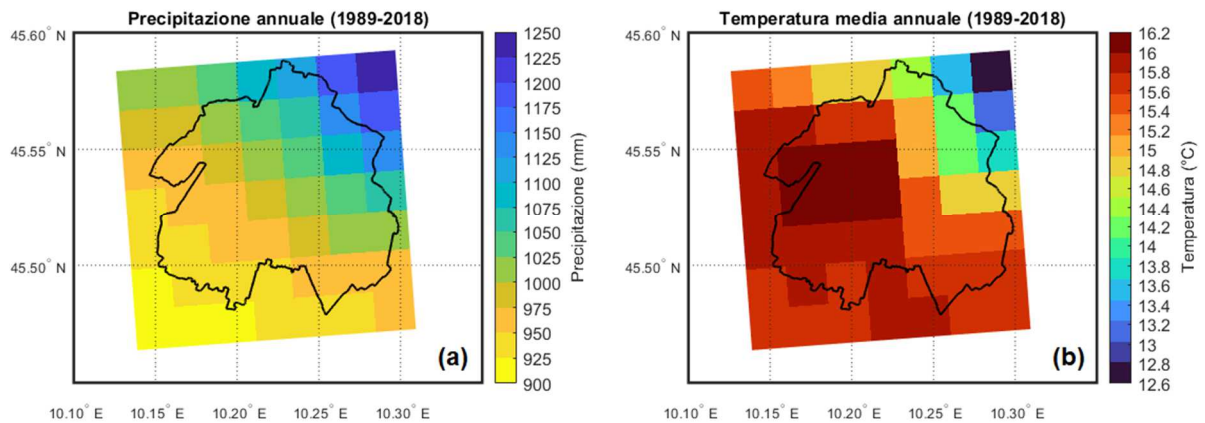 Precipitazione annuale (1989-2018)
45.60° N
45.55° N
45.50° N
10.10° E
10.15° E
10.20° E
10.25° E
10.30° E
(a)
1250
1225
1200
1175
1150
1125
1100
1075
1050
1025
1000
975
950
925
900
Precipitazione (mm)
Temperatura media annuale (1989-2018)
45.60° N
45.55° N
45.50° N
10.10° E
10.15° E
10.20° E
10.25° E
10.30° E
(b)
16.2
16
15.8
15.6
15.4
15.2
15
14.8
14.6
14.4
14.2
14
13.8
13.6
13.4
13.2
13
12.8
12.6
Temperatura (°C)